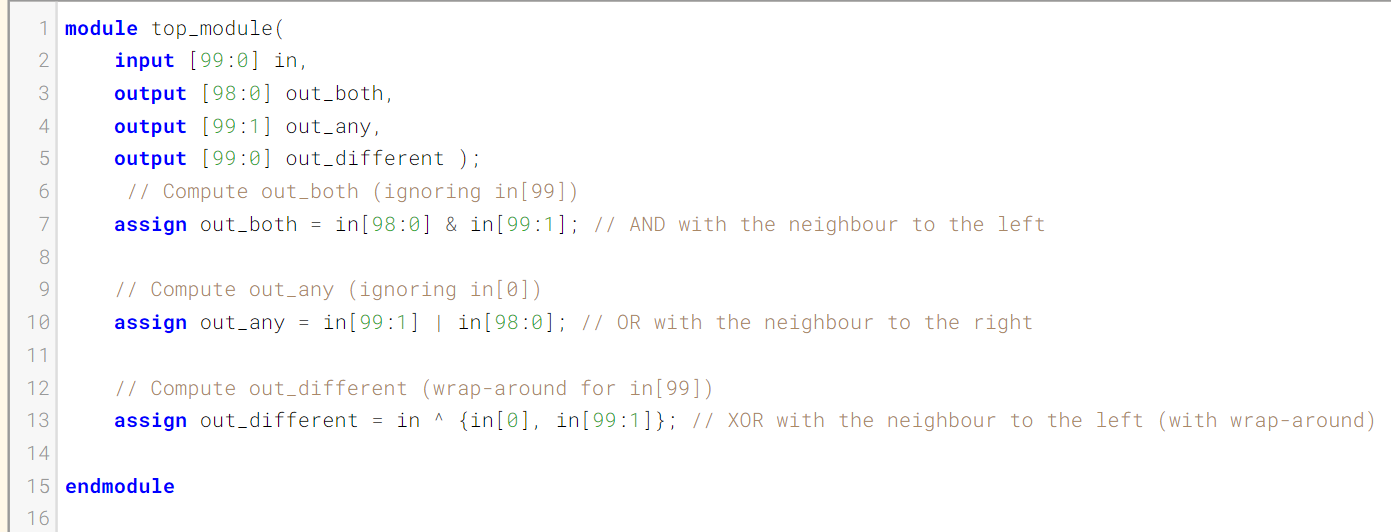 1 module top_module(
2     input [99:0] in,
3     output [98:0] out_both,
4     output [99:1] out_any,
5     output [99:0] out_different );
6      // Compute out_both (ignoring in[99])
7     assign out_both = in[98:0] & in[99:1]; // AND with the neighbour to the left
8
9     // Compute out_any (ignoring in[0])
10     assign out_any = in[99:1] | in[98:0]; // OR with the neighbour to the right
11
12     // Compute out_different (wrap-around for in[99])
13     assign out_different = in ^ {in[0], in[99:1]}; // XOR with the neighbour to the left (with wrap-around)
14
15 endmodule
16